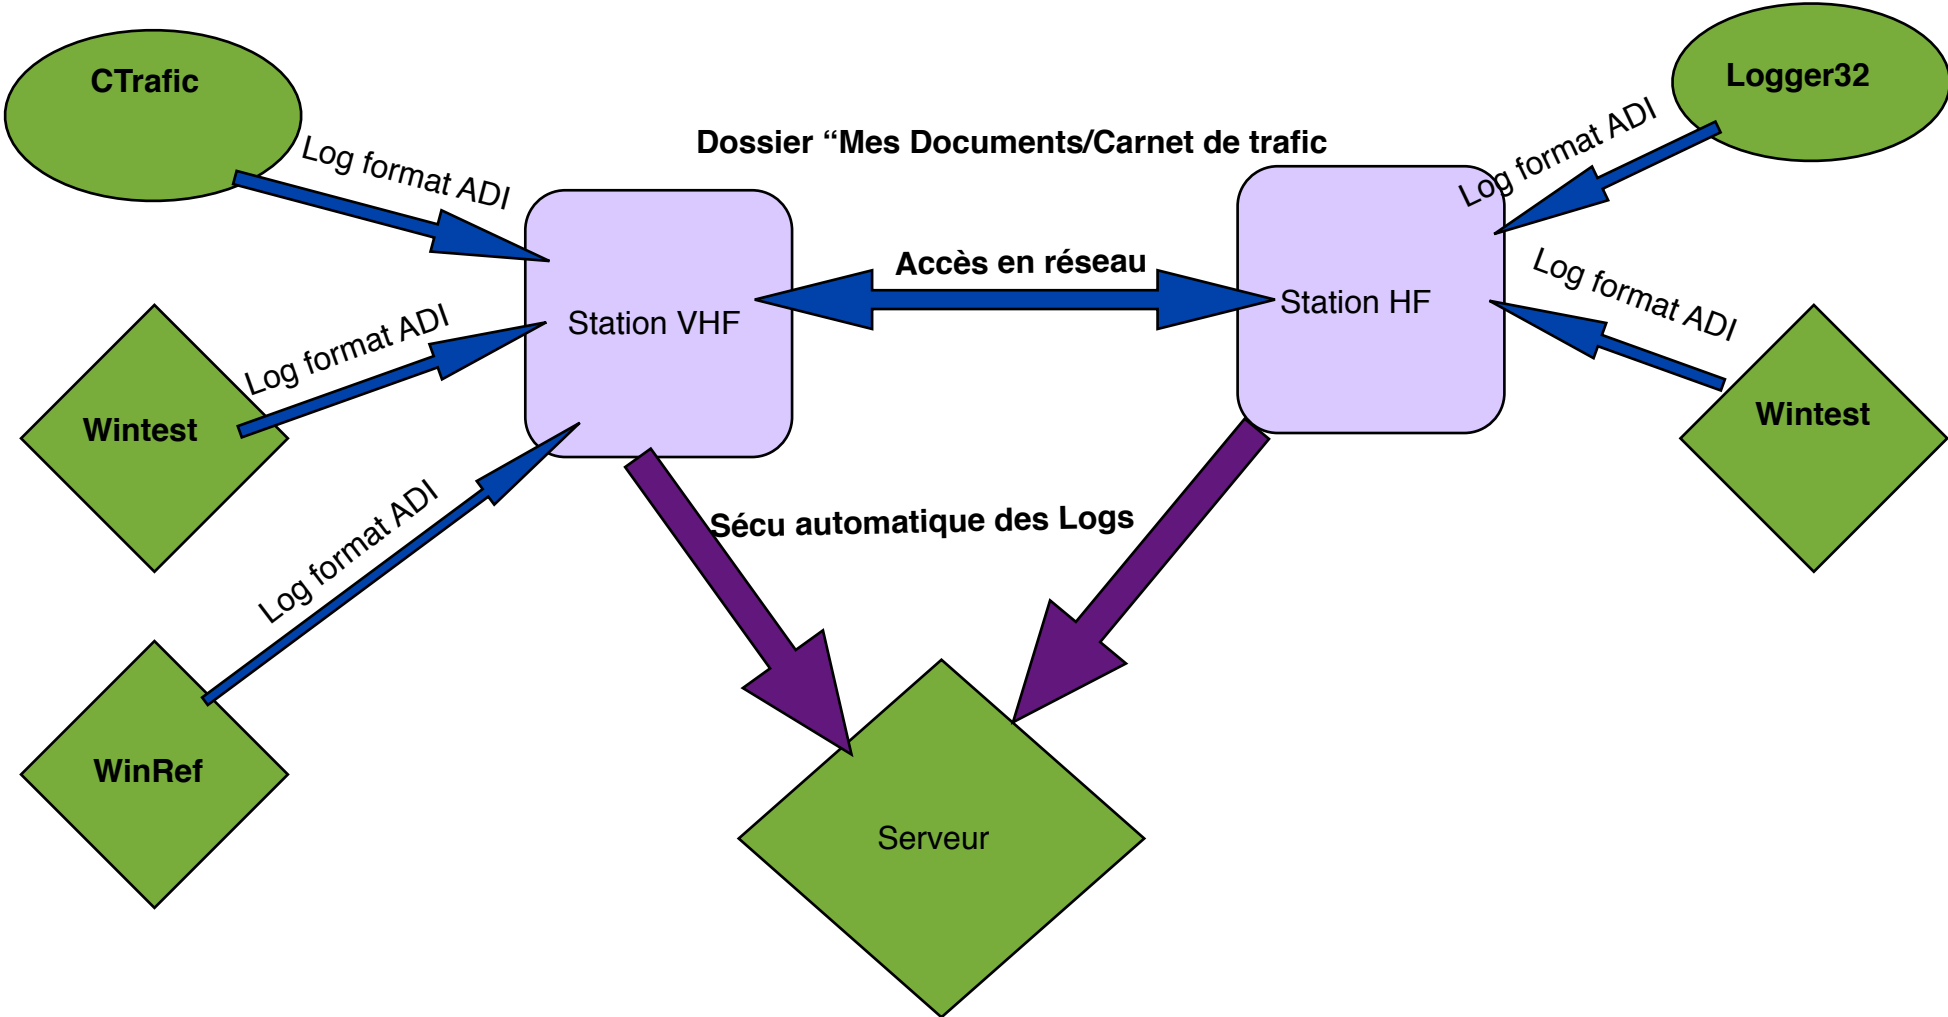 CTrafic
Logger32
Log format ADI
Dossier “Mes Documents/Carnet de trafic
Log format ADI
Accès en réseau
Station VHF
Station HF
Log format ADI
Log format ADI
Wintest
Wintest
Log format ADI
Sécu automatique des Logs
WinRef
Serveur